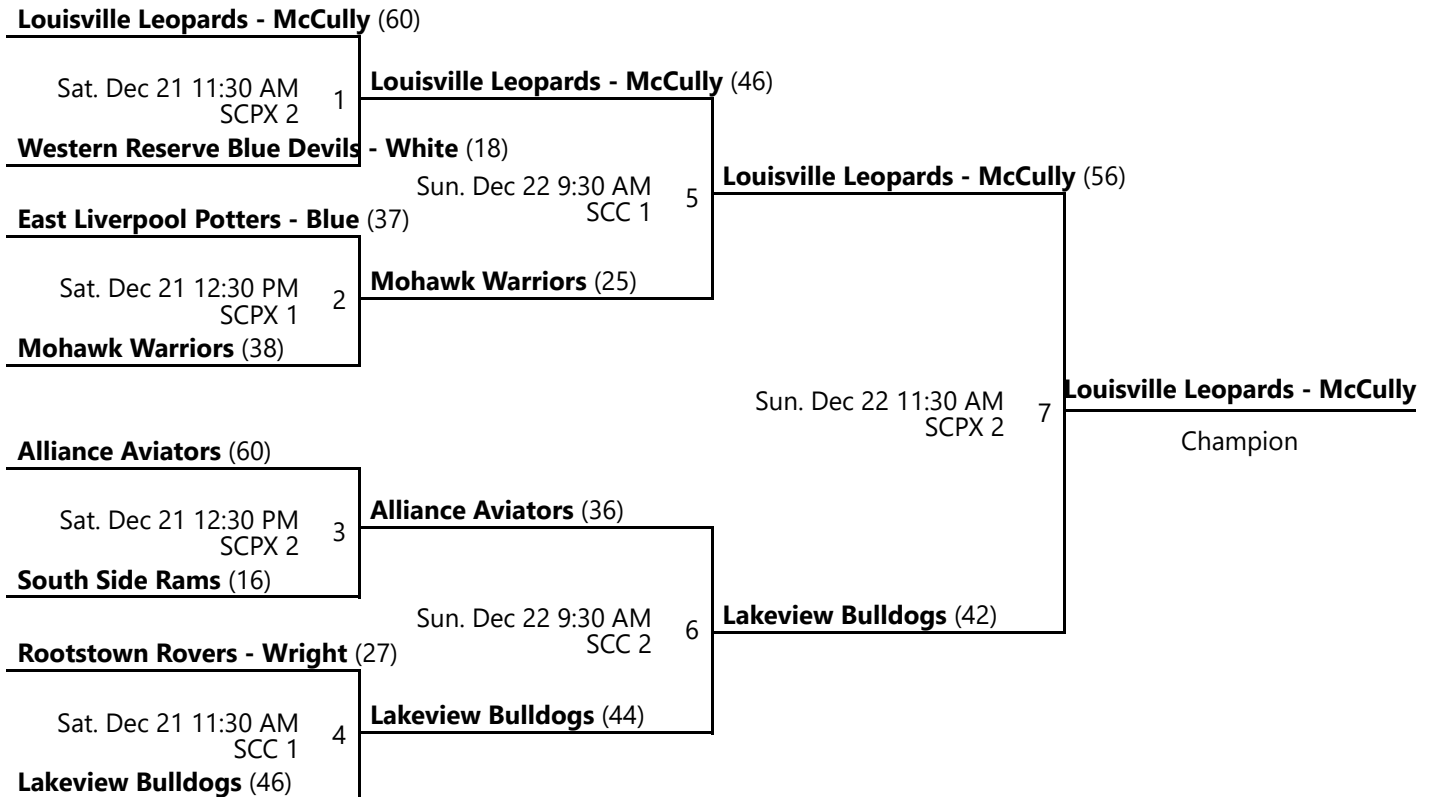 Louisville Leopards - McCully (60)
Sat. Dec 21 11:30 AM
SCPX 2
1
Louisville Leopards - McCully (46)
Western Reserve Blue Devils - White (18)
Sun. Dec 22 9:30 AM
SCC 1
5
Louisville Leopards - McCully (56)
East Liverpool Potters - Blue (37)
Sat. Dec 21 12:30 PM
SCPX 1
2
Mohawk Warriors (25)
Mohawk Warriors (38)
Sun. Dec 22 11:30 AM
SCPX 2
7
Louisville Leopards - McCully
Champion
Alliance Aviators (60)
Sat. Dec 21 12:30 PM
SCPX 2
3
Alliance Aviators (36)
South Side Rams (16)
Sun. Dec 22 9:30 AM
SCC 2
6
Lakeview Bulldogs (42)
Rootstown Rovers - Wright (27)
Sat. Dec 21 11:30 AM
SCC 1
4
Lakeview Bulldogs (44)
Lakeview Bulldogs (46)